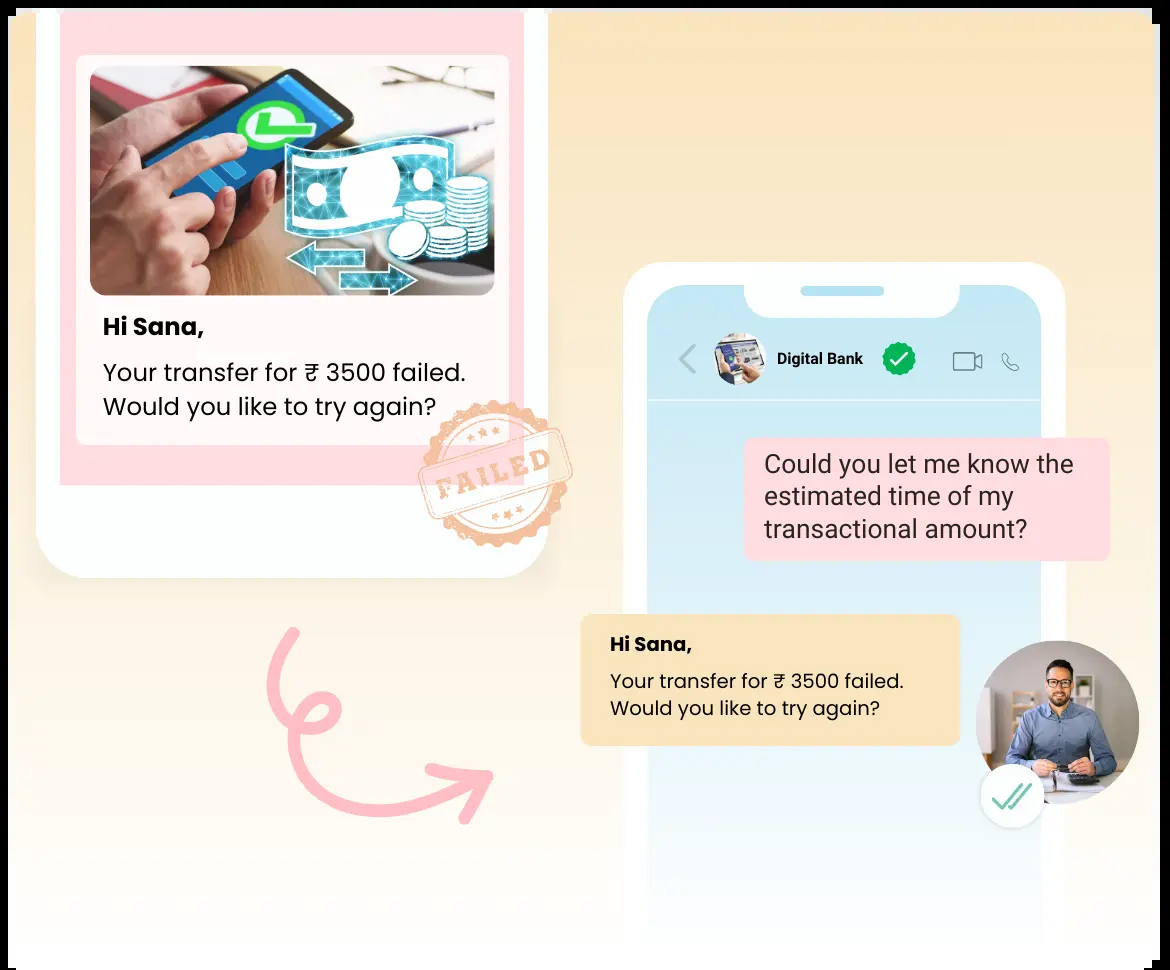 Hi Sana,
Your transfer for ₹ 3500 failed.
Would you like to try again?
FAILED
Digital Bank
Could you let me know the
estimated time of my
transactional amount?
Hi Sana,
Your transfer for ₹ 3500 failed.
Would you like to try again?